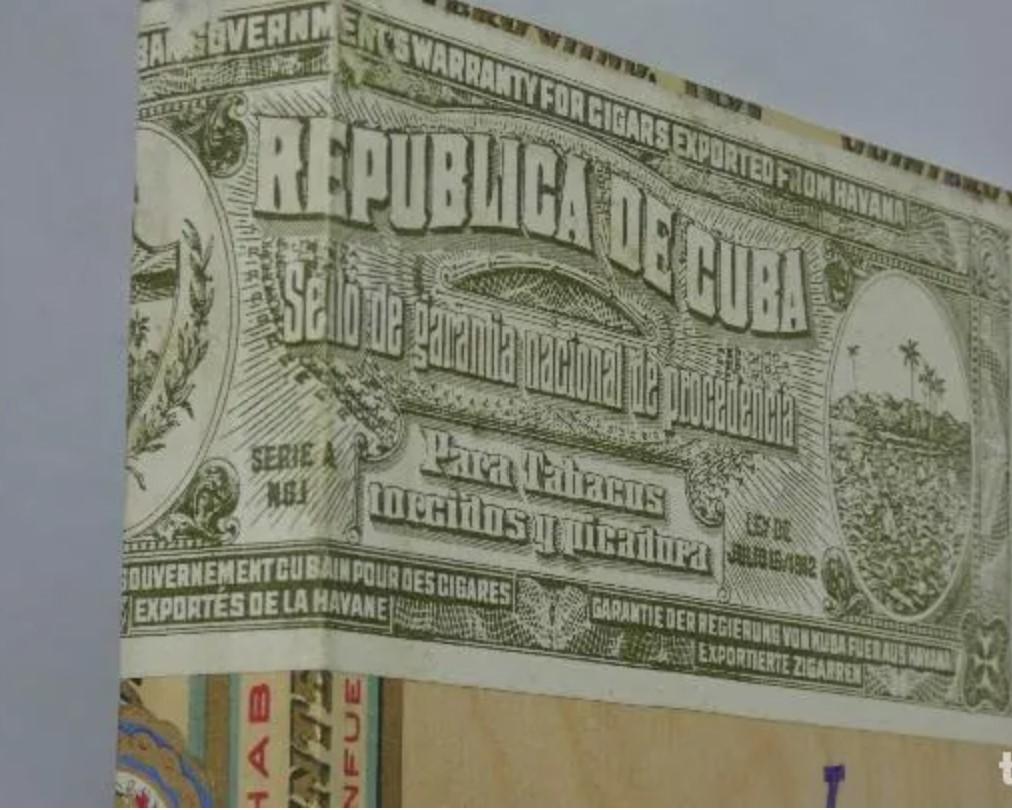 BAN GOVERNMENT'S WARRANTY FOR CIGARS EXPORTED FROM HAVANA
REPUBLICA DE CUBA
Sello de garantia nacional de procedencia
SERIE A
Para Tabacos
torcidos y picadura
LEY DE
JULIO 16/1912
GOUVERNEMENT CUBAIN POUR DES CIGARES
EXPORTÉS DE LA HAVANE
GARANTIE DER REGIERUNG VON KUBA FUER AUS HAVANA
EXPORTIERTE ZIGARREN
HAB
NFUE